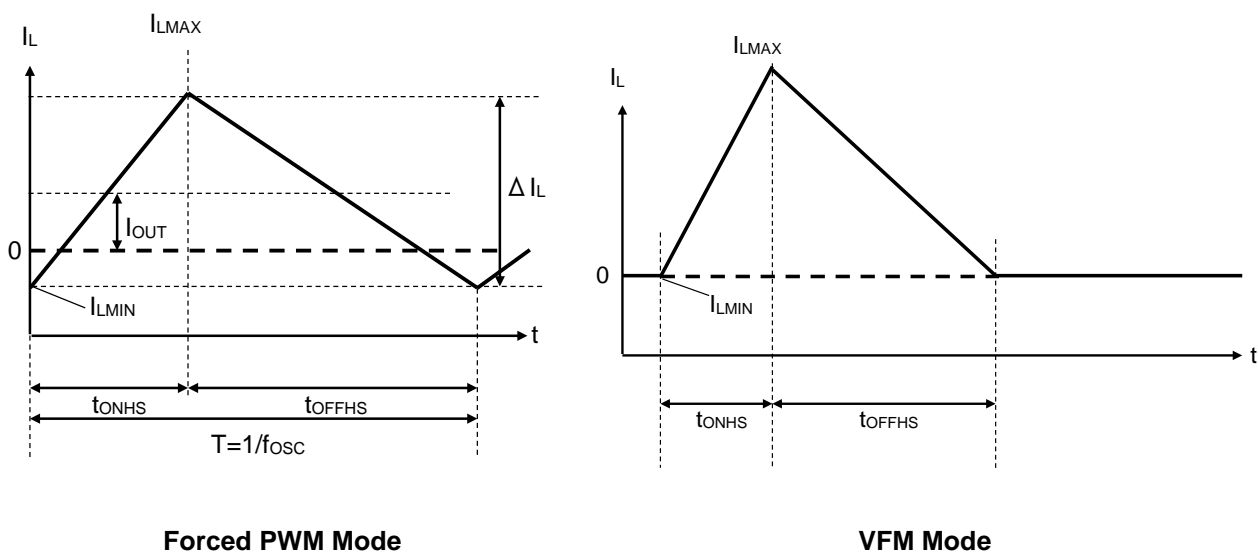 ILMAX
IL
IOUT
Δ IL
0
ILMIN
t
tONHS
tOFFHS
T=1/fOSC
Forced PWM Mode
ILMAX
IL
0
ILMIN
t
tONHS
tOFFHS
VFM Mode